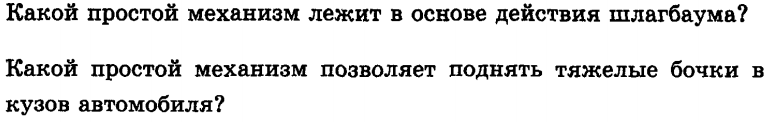 Какой простой механизм лежит в основе действия шлагбаума?
Какой простой механизм позволяет поднять тяжелые бочки в
кузов автомобиля?